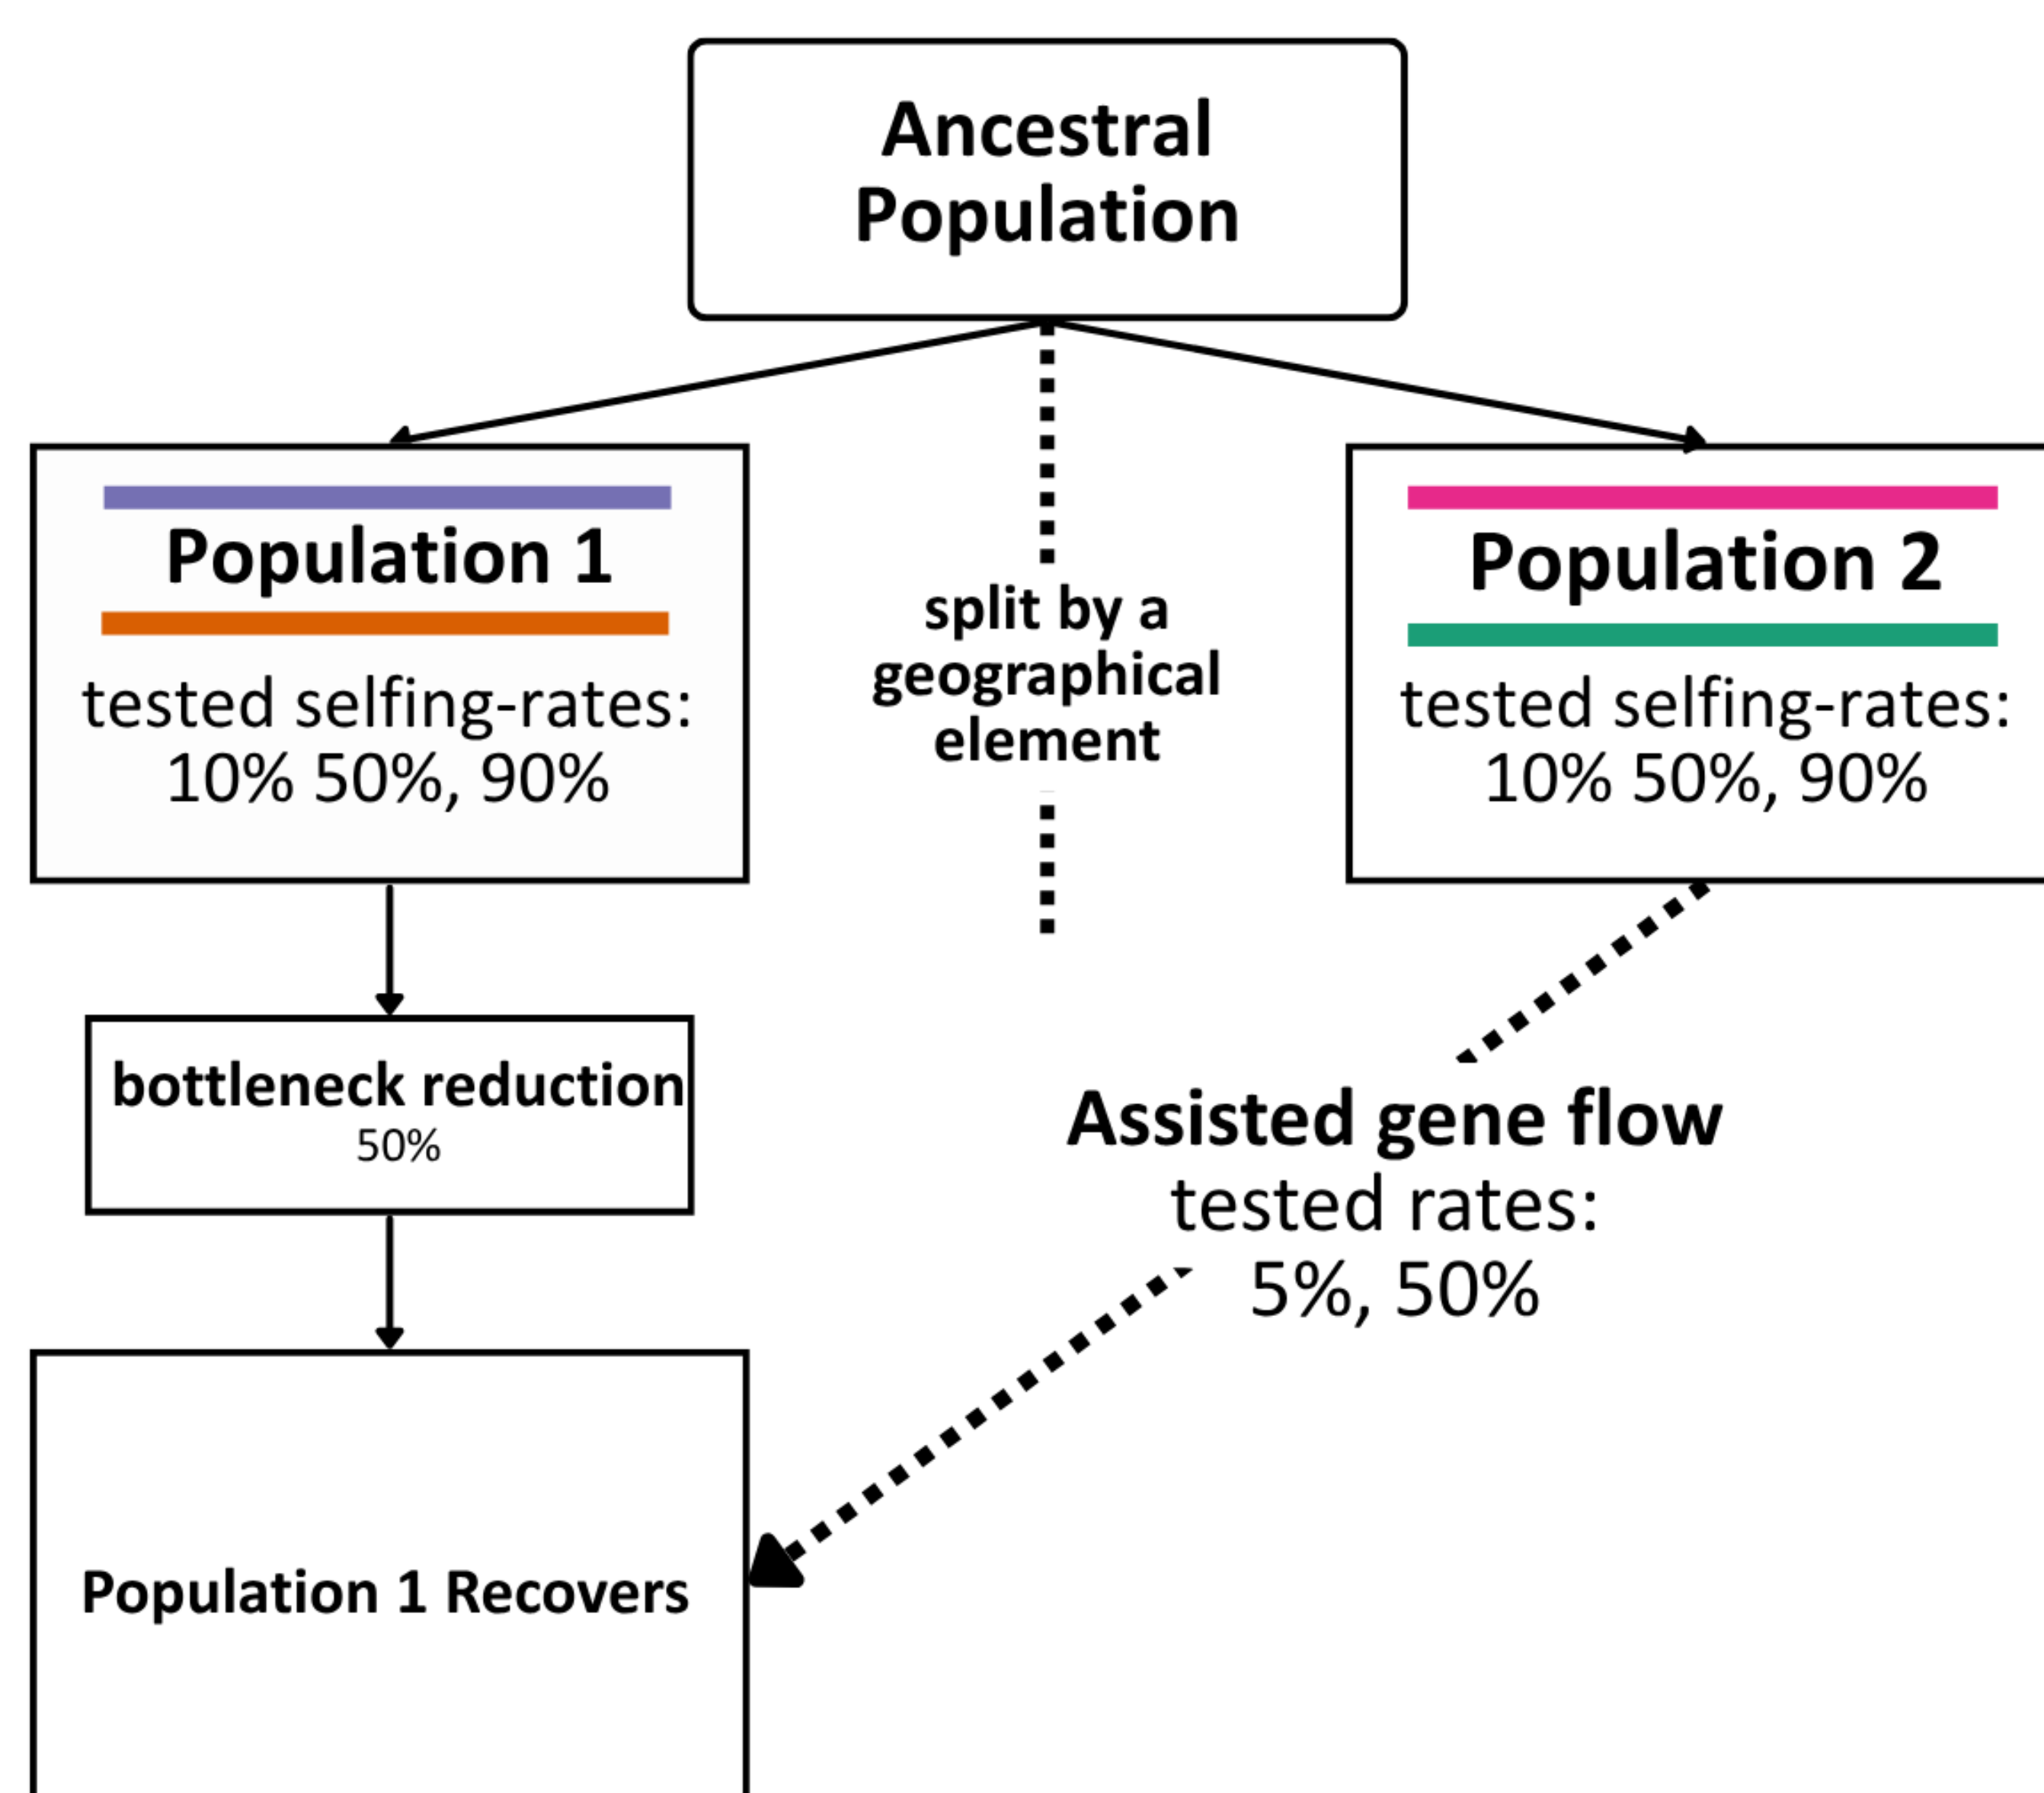 Ancestral
Population
Population 1
tested selfing-rates:
10% 50%, 90%
split by a
geographical
element
Population 2
tested selfing-rates:
10% 50%, 90%
bottleneck reduction
50%
Assisted gene flow
tested rates:
5%, 50%
Population 1 Recovers